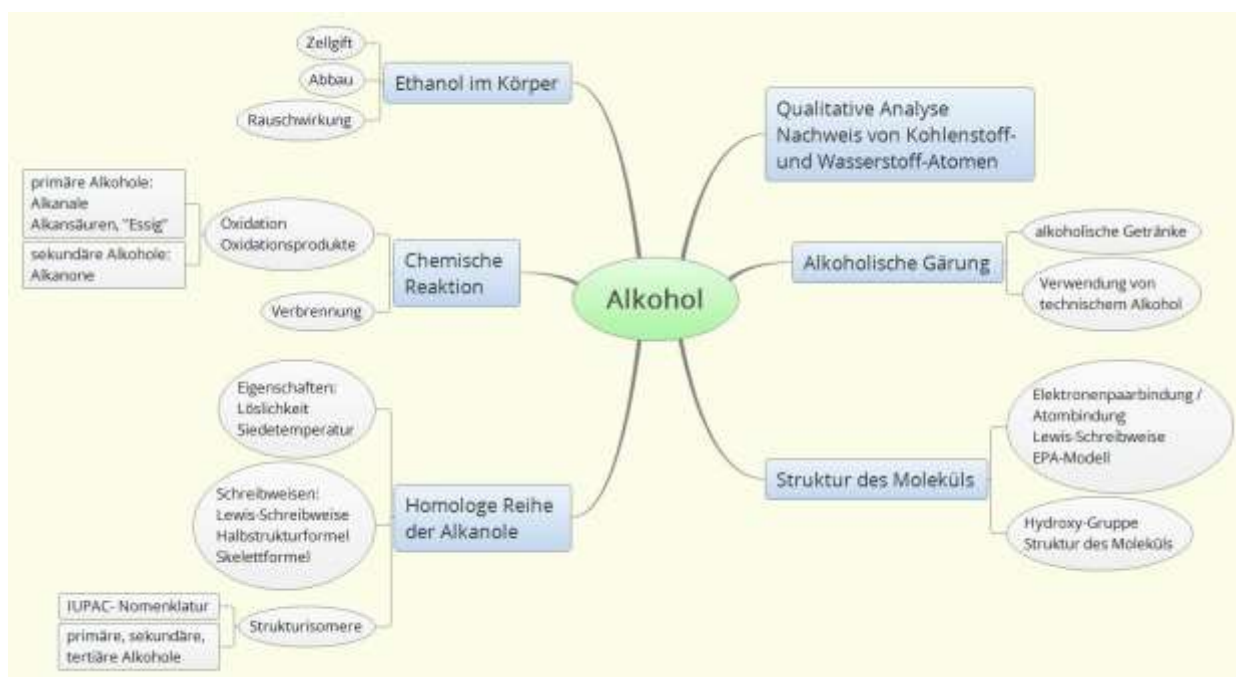 Alkohol
Ethanol im Körper
Zellgift
Abbau
Rauschwirkung
Chemische
Reaktion
Oxidation
Oxidationsprodukte
primäre Alkohole:
Alkanale
Alkansäuren, "Essig"
sekundäre Alkohole:
Alkanone
Verbrennung
Homologe Reihe
der Alkanole
Eigenschaften:
Löslichkeit
Siedetemperatur
Schreibweisen:
Lewis-Schreibweise
Halbstrukturformel
Skelettformel
Strukturisomere
IUPAC- Nomenklatur
primäre, sekundäre,
tertiäre Alkohole
Qualitative Analyse
Nachweis von Kohlenstoff-
und Wasserstoff-Atomen
Alkoholische Gärung
alkoholische Getränke
Verwendung von
technischem Alkohol
Struktur des Moleküls
Elektronenpaarbindung /
Atombindung
Lewis-Schreibweise
EPA-Modell
Hydroxy-Gruppe
Struktur des Moleküls